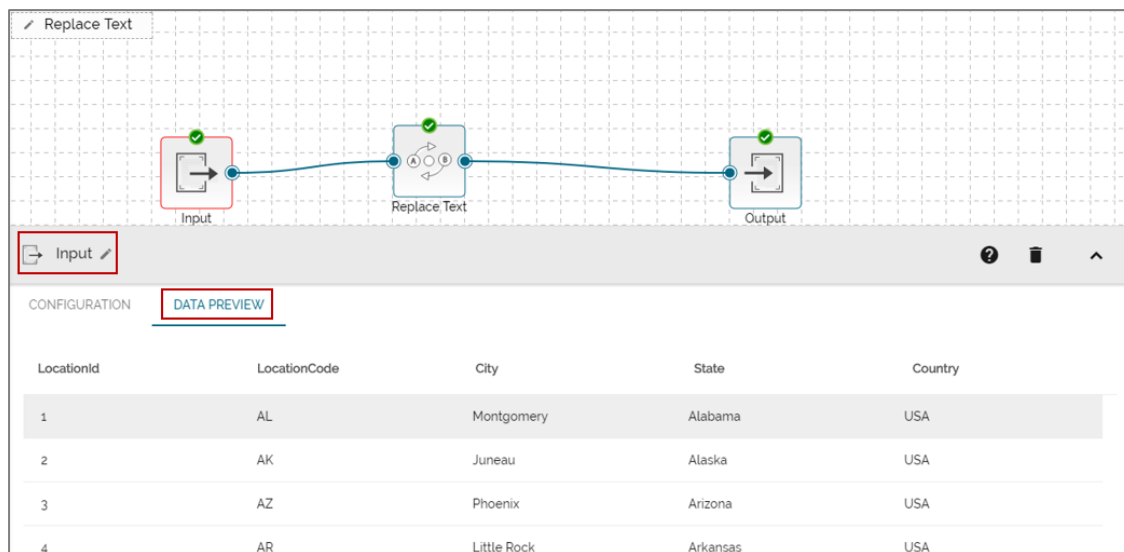 Replace Text
A B
Input
Replace Text
Output
Input
CONFIGURATION DATA PREVIEW
LocationId LocationCode City State Country
1 AL Montgomery Alabama USA
2 AK Juneau Alaska USA
3 AZ Phoenix Arizona USA
4 AR Little Rock Arkansas USA